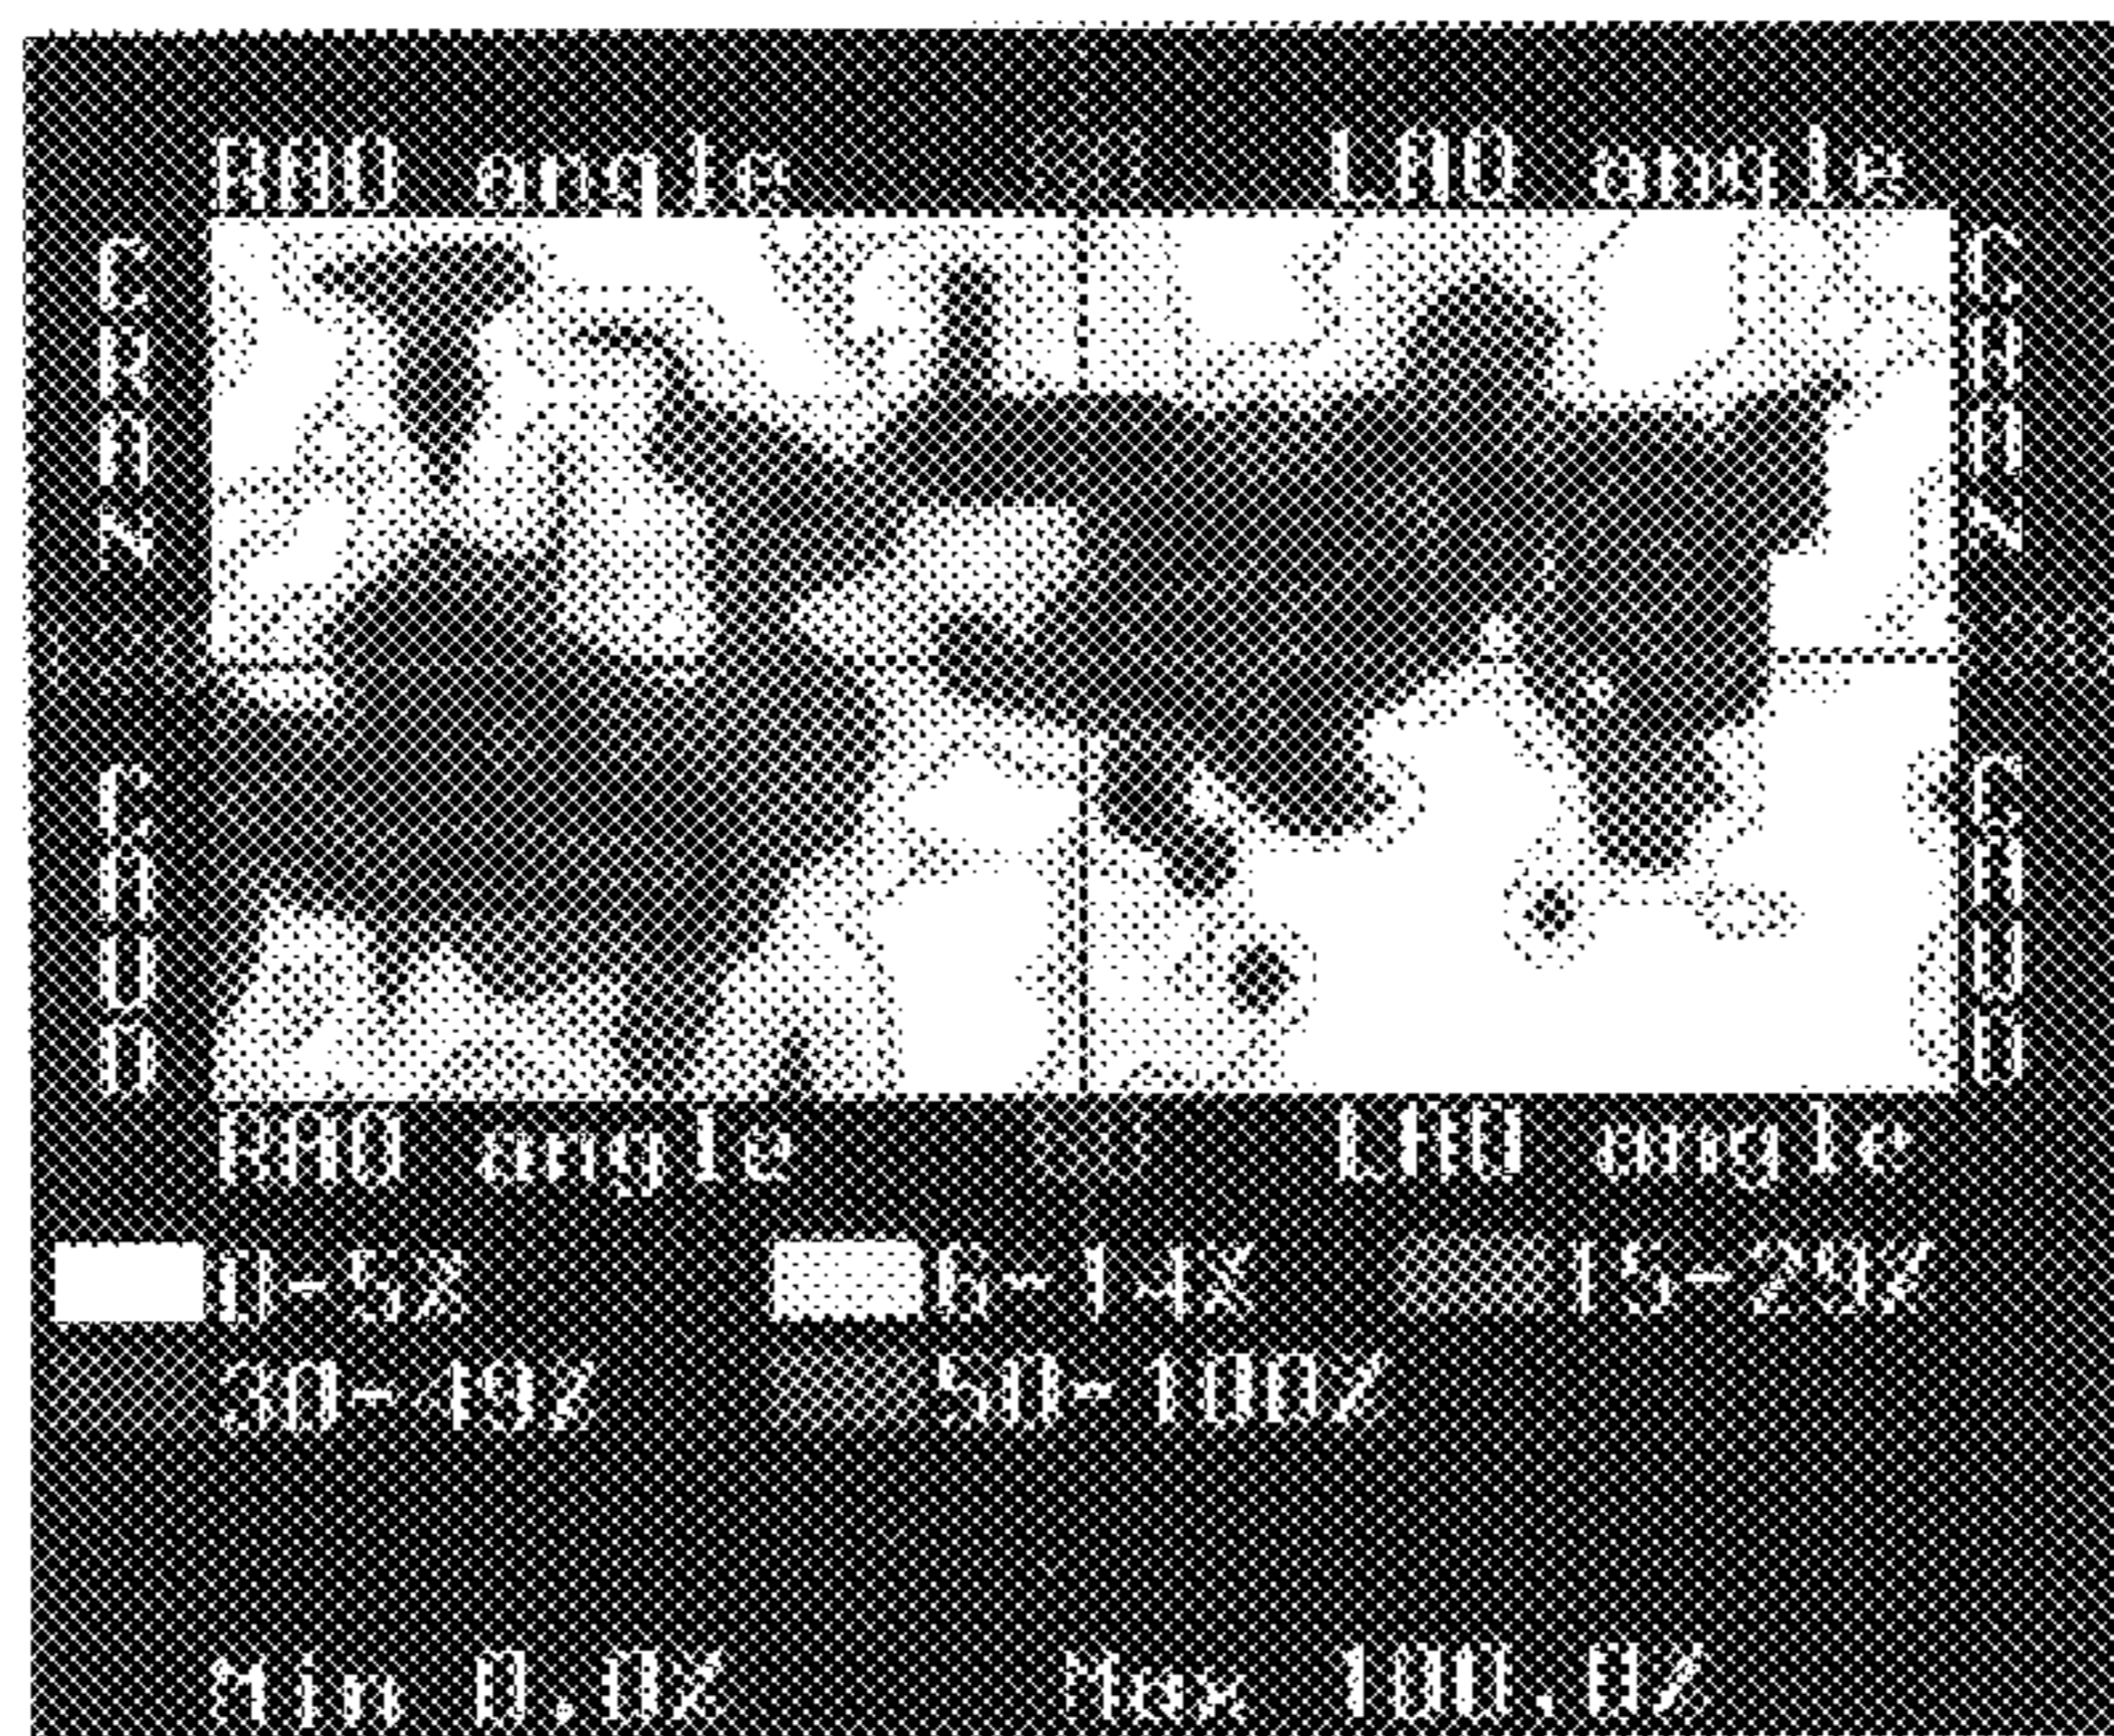 RAO angle LAO angle
CRAN CRAN
CAUD CAUD
RAO angle LAO angle
0-5% 6-14% 15-29%
30-49% 50-100%
Min 0.0% Max 100.0%